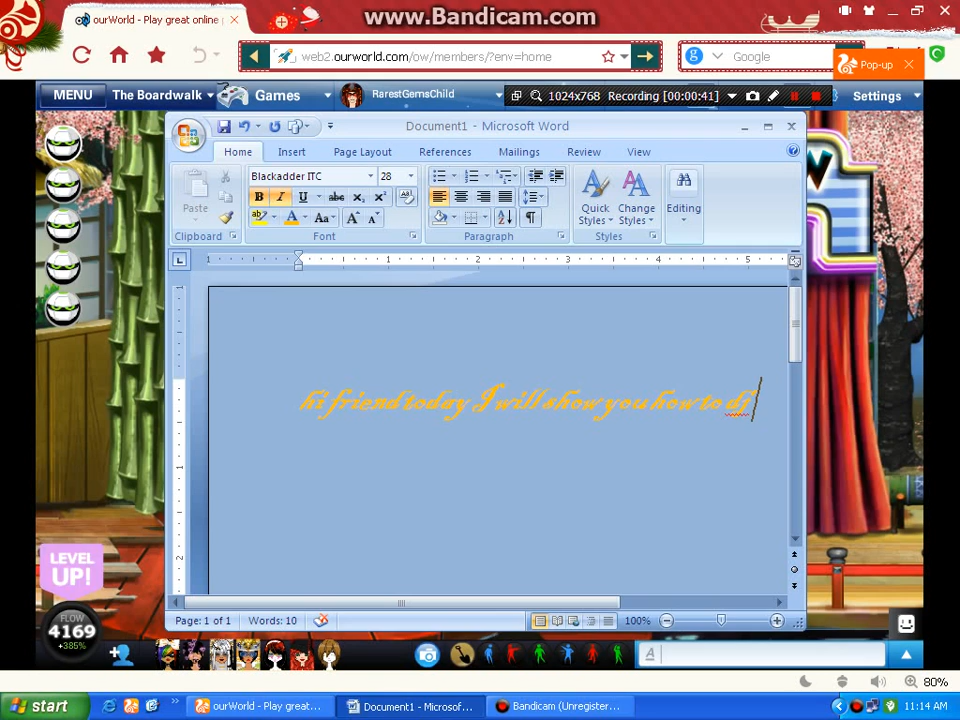 www.Bandicam.com
ourWorld - Play great online
web2.ourworld.com/ow/members/?env=home
Google
Pop-up
MENU
The Boardwalk
Games
RarestGemsChild
1024x768 Recording [00:00:41]
Settings
Document1 - Microsoft Word
Home Insert Page Layout References Mailings Review View
Paste
Blackadder ITC
28
Quick Styles
Change Styles
Editing
Clipboard
Font
Paragraph
Styles
hi friend today I will show you how to dj
LEVEL UP!
FLOW
4169
+385%
Page: 1 of 1
Words: 10
100%
80%
start
ourWorld - Play great...
Document1 - Microsof...
Bandicam (Unregister...
11:14 AM